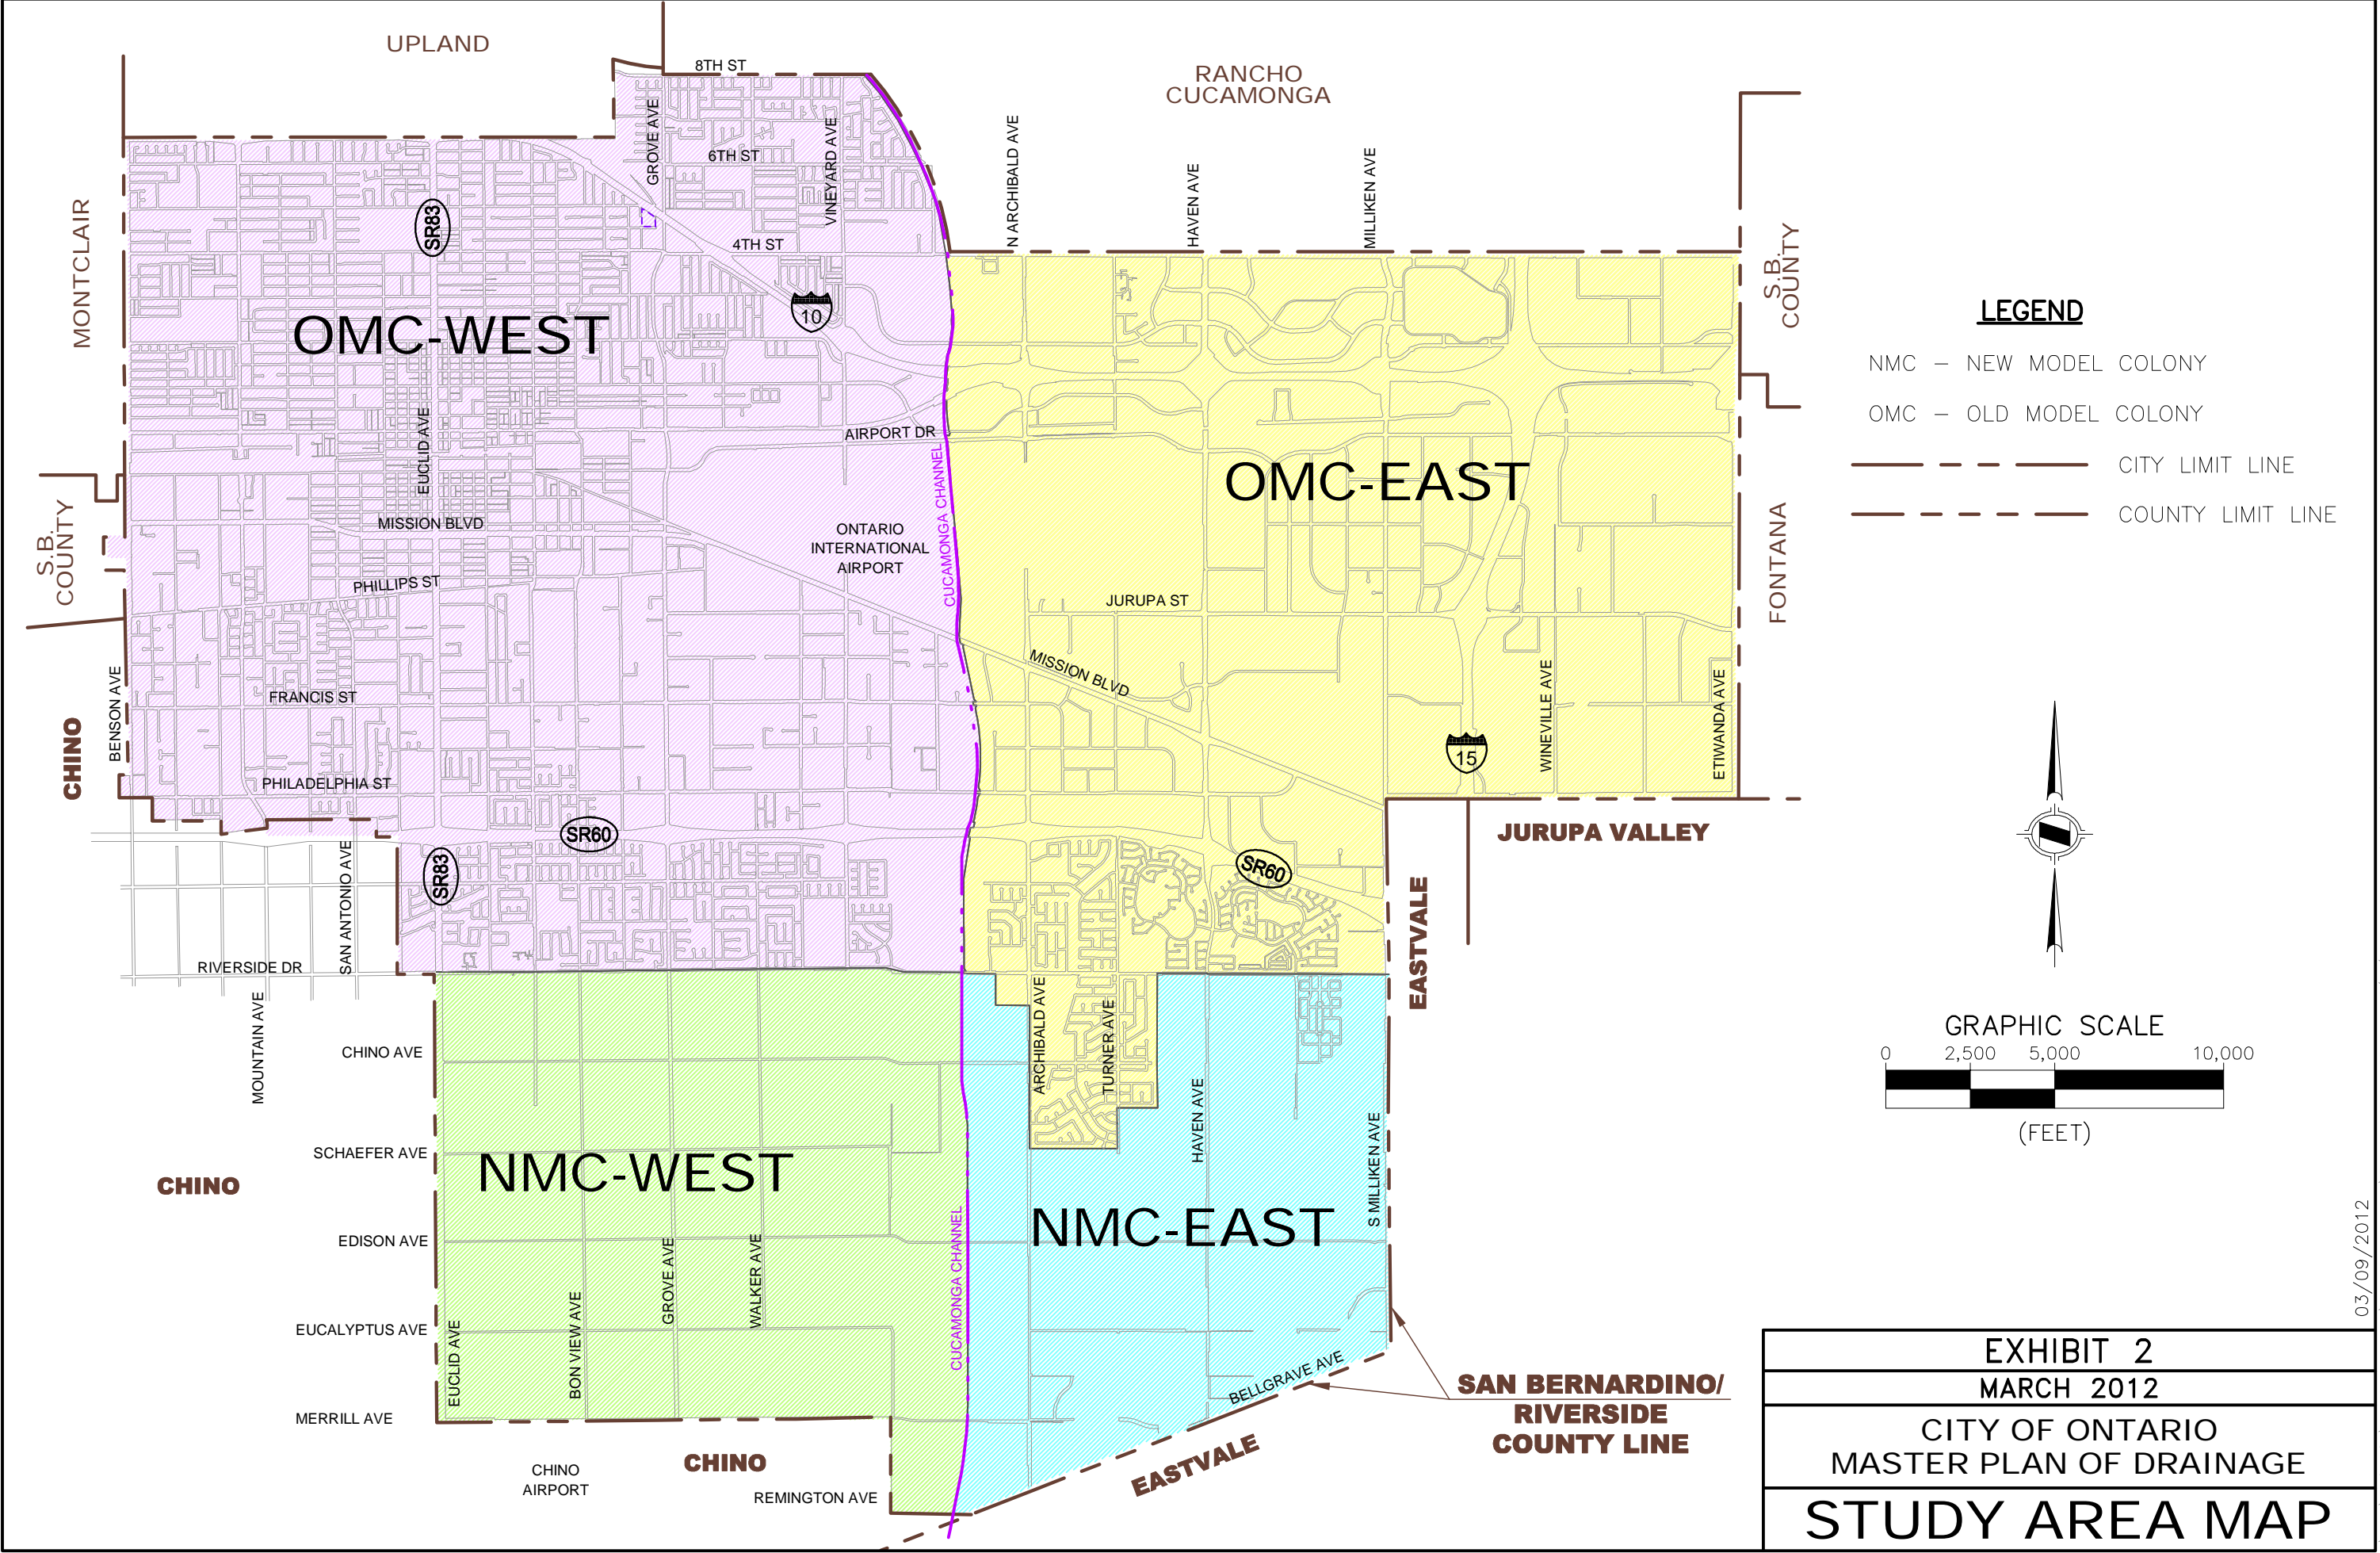 UPLAND
8TH ST
RANCHO
CUCAMONGA
GROVE AVE
VINEYARD AVE
6TH ST
N ARCHIBALD AVE
HAVEN AVE
MILLIKEN AVE
MONTCLAIR
SR83
4TH ST
S.B.
COUNTY
10
OMC-WEST
LEGEND
NMC - NEW MODEL COLONY
OMC - OLD MODEL COLONY
CITY LIMIT LINE
COUNTY LIMIT LINE
EUCLID AVE
AIRPORT DR
CUCAMONGA CHANNEL
OMC-EAST
S.B.
COUNTY
MISSION BLVD
ONTARIO
INTERNATIONAL
AIRPORT
FONTANA
PHILLIPS ST
JURUPA ST
MISSION BLVD
BENSON AVE
FRANCIS ST
CHINO
WINEVILLE AVE
ETIWANDA AVE
15
PHILADELPHIA ST
SR60
JURUPA VALLEY
SAN ANTONIO AVE
SR83
SR60
EASTVALE
RIVERSIDE DR
MOUNTAIN AVE
ARCHIBALD AVE
TURNER AVE
CHINO AVE
HAVEN AVE
S MILLIKEN AVE
GRAPHIC SCALE
0 2,500 5,000 10,000
(FEET)
SCHAEFER AVE
NMC-WEST
CHINO
NMC-EAST
EDISON AVE
GROVE AVE
WALKER AVE
CUCAMONGA CHANNEL
EUCALYPTUS AVE
EUCLID AVE
BON VIEW AVE
BELLGRAVE AVE
MERRILL AVE
SAN BERNARDINO/
RIVERSIDE
COUNTY LINE
CHINO
EASTVALE
CHINO
AIRPORT
REMINGTON AVE
03/09/2012
EXHIBIT 2
MARCH 2012
CITY OF ONTARIO
MASTER PLAN OF DRAINAGE
STUDY AREA MAP